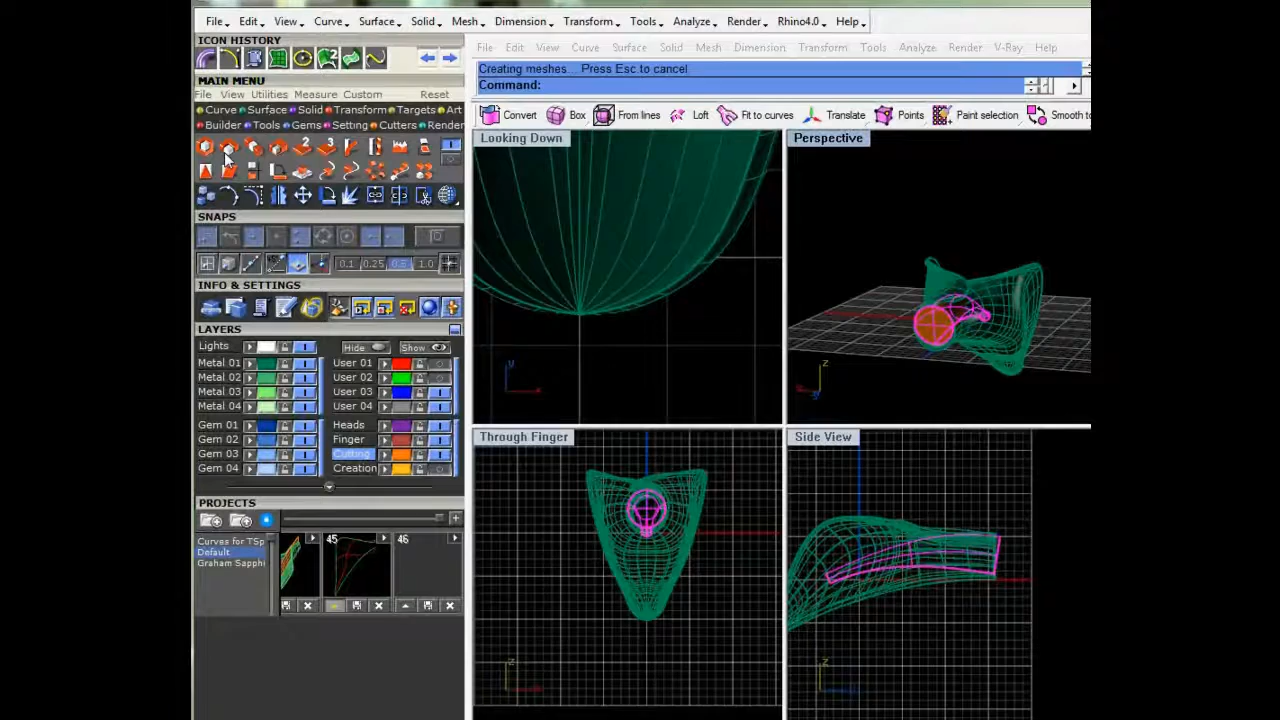 File Edit View Curve Surface Solid Mesh Dimension Transform Tools Analyze Render Rhino4.0 Help
ICON HISTORY
MAIN MENU
File View Utilities Measure Custom Reset
Curve Surface Solid Transform Targets Art
Builder Tools Gems Setting Cutters Render
SNAPS
0.1 0.25 0.5 1.0
INFO & SETTINGS
LAYERS
Lights Hide Show
Metal 01 User 01
Metal 02 User 02
Metal 03 User 03
Metal 04 User 04
Gem 01 Heads
Gem 02 Finger
Gem 03 Cutting
Gem 04 Creation
PROJECTS
Curves for TSp
Default
Graham Sapphi
45 46
File Edit View Curve Surface Solid Mesh Dimension Transform Tools Analyze Render V-Ray Help
Creating meshes... Press Esc to cancel
Command:
Convert Box From lines Loft Fit to curves Translate Points Paint selection Smooth to
Looking Down
Perspective
Through Finger
Side View